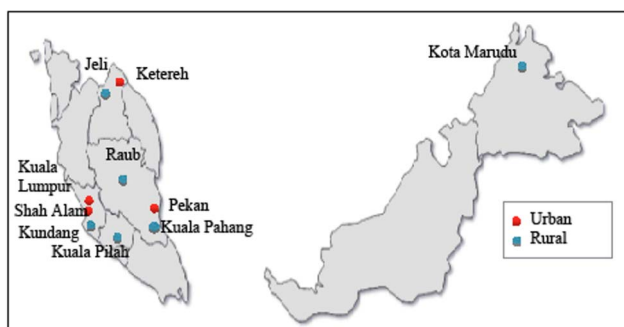 Kota Marudu
Jeli
Ketereh
Raub
Kuala
Lumpur
Pekan
Shah Alam
Kundang
Kuala Pahang
Kuala Pilah
Urban
Rural